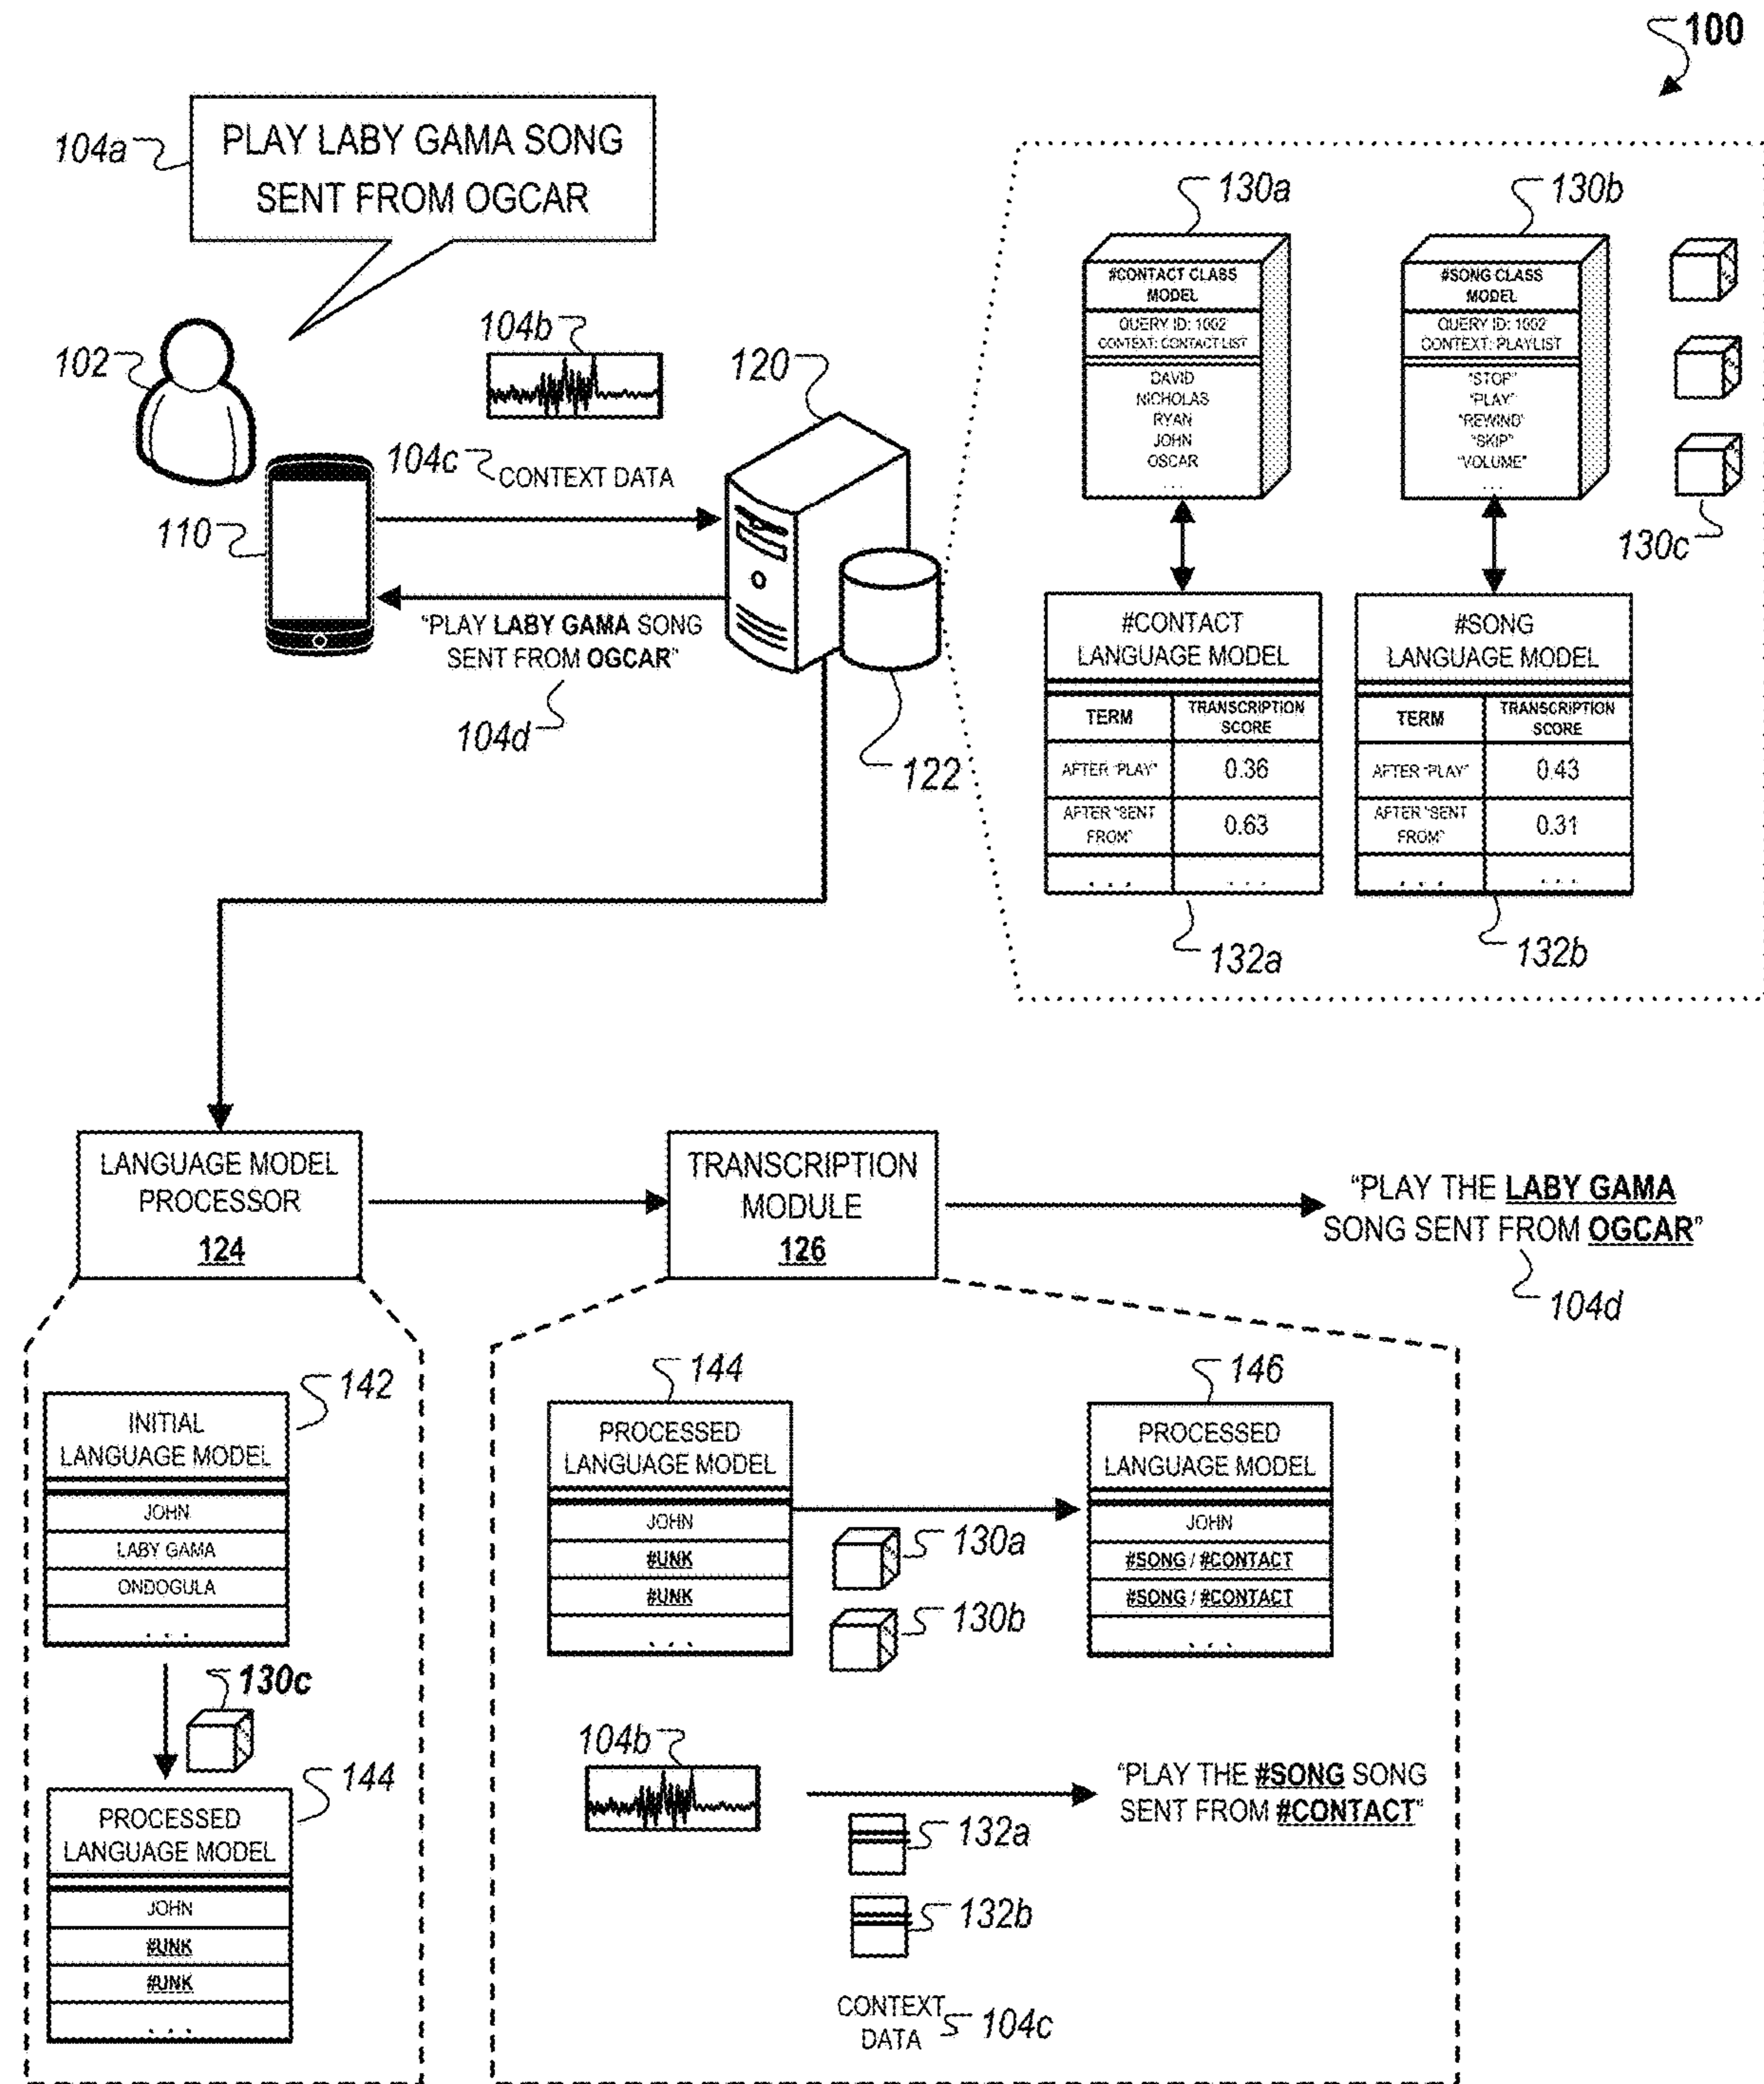 100
104a
PLAY LABY GAMA SONG
SENT FROM OGCAR
102
104b
104c
CONTEXT DATA
110
120
"PLAY LABY GAMA SONG
SENT FROM OGCAR"
104d
122
130a
#CONTACT CLASS
MODEL
QUERY ID: 1002
CONTEXT: CONTACT LIST
DAVID
NICHOLAS
RYAN
JOHN
OSCAR
. . .
130b
#SONG CLASS
MODEL
QUERY ID: 1002
CONTEXT: PLAYLIST
"STOP"
"PLAY"
"REWIND"
"SKIP"
"VOLUME"
. . .
130c
#CONTACT
LANGUAGE MODEL
TERM
TRANSCRIPTION
SCORE
AFTER "PLAY"
0.36
AFTER "SENT
FROM"
0.63
. . .
. . .
132a
#SONG
LANGUAGE MODEL
TERM
TRANSCRIPTION
SCORE
AFTER "PLAY"
0.43
AFTER "SENT
FROM"
0.31
. . .
. . .
132b
LANGUAGE MODEL
PROCESSOR
124
TRANSCRIPTION
MODULE
126
"PLAY THE LABY GAMA
SONG SENT FROM OGCAR"
104d
142
INITIAL
LANGUAGE MODEL
JOHN
LABY GAMA
ONDOGULA
. . .
130c
144
PROCESSED
LANGUAGE MODEL
JOHN
#UNK
#UNK
. . .
144
PROCESSED
LANGUAGE MODEL
JOHN
#UNK
#UNK
. . .
130a
130b
146
PROCESSED
LANGUAGE MODEL
JOHN
#SONG / #CONTACT
#SONG / #CONTACT
. . .
104b
"PLAY THE #SONG SONG
SENT FROM #CONTACT"
132a
132b
CONTEXT
DATA
104c